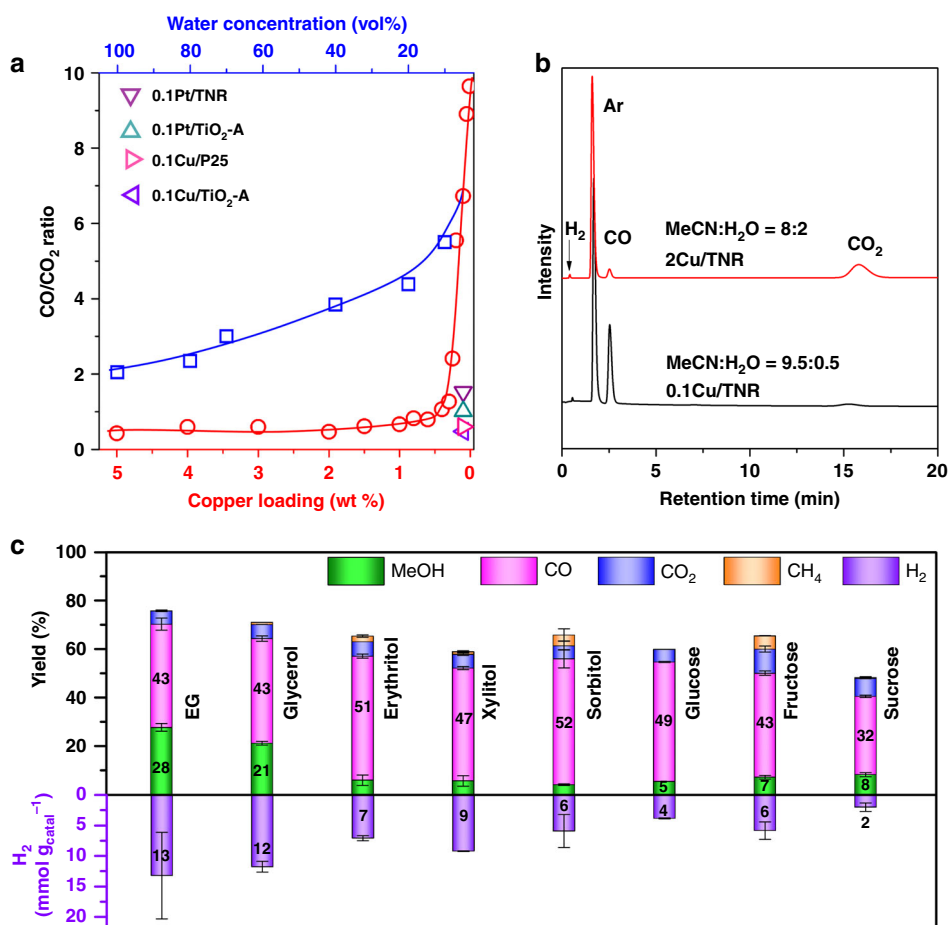 Water concentration (vol%)
100 80 60 40 20
a
10
8
6
4
2
0
CO/CO2 ratio
0.1Pt/TNR
0.1Pt/TiO2-A
0.1Cu/P25
0.1Cu/TiO2-A
5 4 3 2 1 0
Copper loading (wt %)
b
Intensity
Ar
H2
CO
MeCN:H2O = 8:2
2Cu/TNR
CO2
MeCN:H2O = 9.5:0.5
0.1Cu/TNR
0 5 10 15 20
Retention time (min)
c
100
80
60
40
20
0
Yield (%)
MeOH CO CO2 CH4 H2
43 28 EG 13
43 21 Glycerol 12
51 Erythritol 7
47 Xylitol 9
52 Sorbitol 6
49 5 Glucose 4
43 7 Fructose 6
32 8 Sucrose 2
5
10
15
20
H2
(mmol gcatal−1)